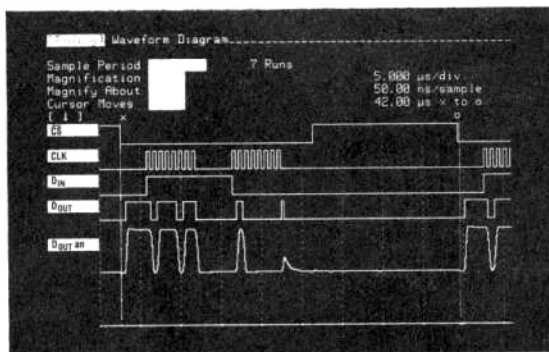 Waveform Diagram
Sample Period 7 Runs
Magnification 5.000 µs/div.
Magnify About 50.00 ns/sample
Cursor Moves 42.00 µs x to o
[ ↓ ] x o
CS
CLK
DIN
DOUT
DOUT an